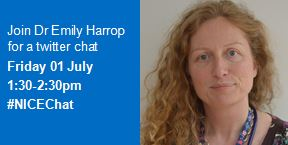 Join Dr Emily Harrop
for a twitter chat
Friday 01 July
1:30-2:30pm
#NICEChat